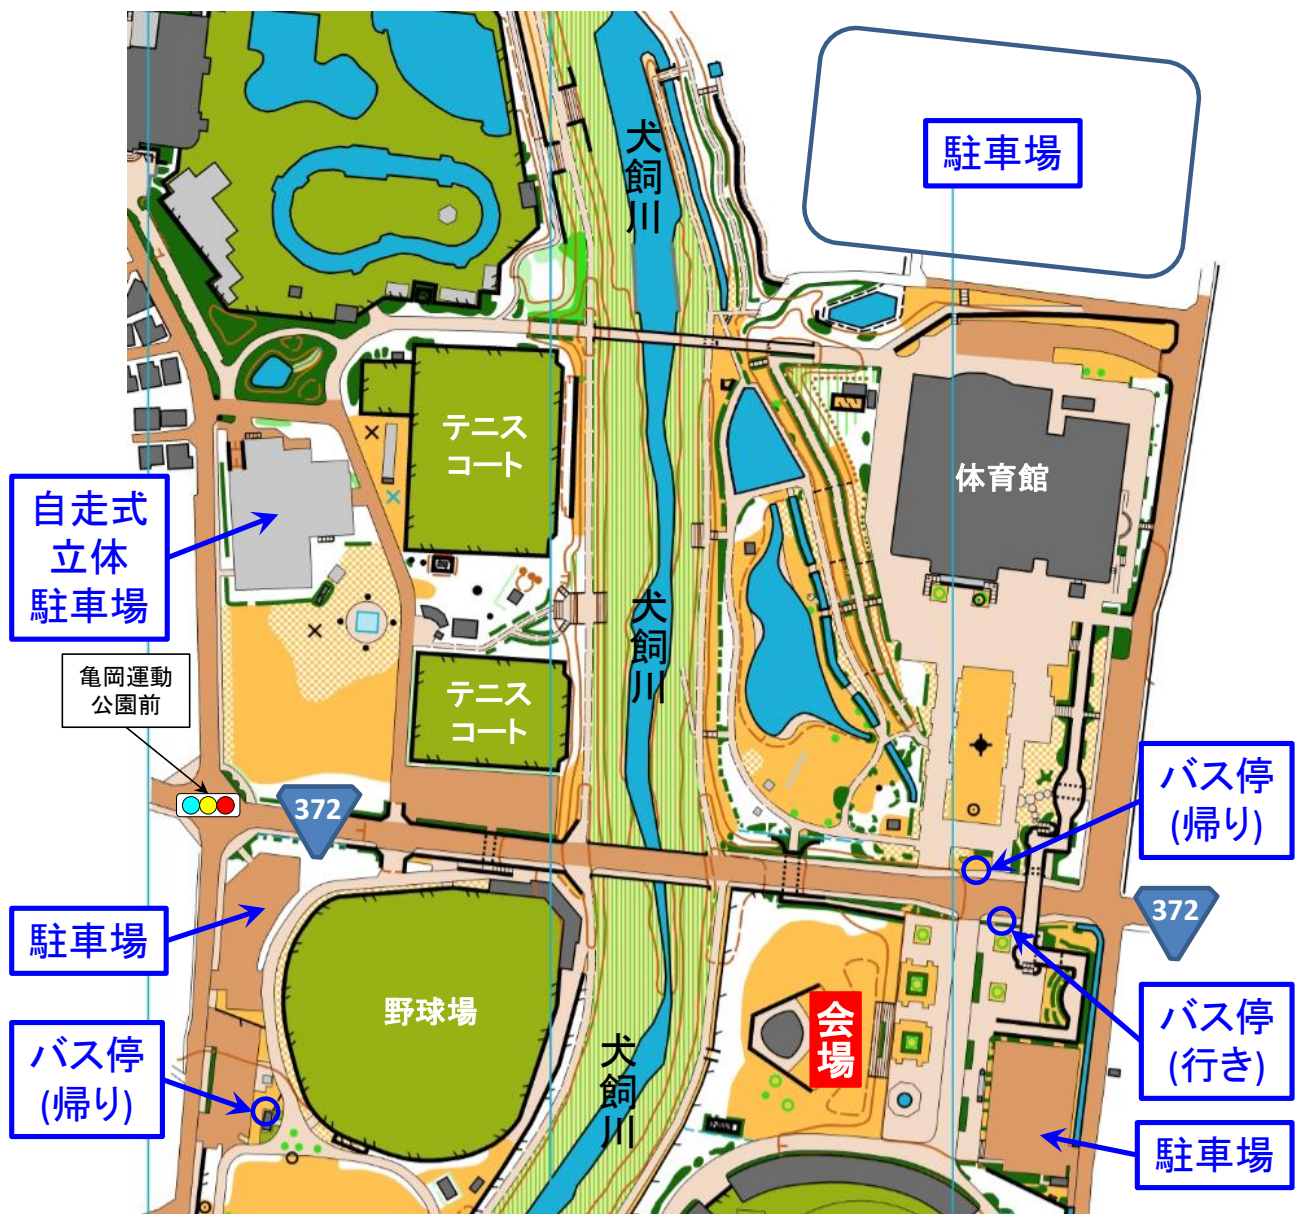 犬飼川
駐車場
テニス
コート
体育館
自走式
立体
駐車場
犬飼川
亀岡運動
公園前
テニス
コート
バス停
(帰り)
372
駐車場
372
野球場
会場
バス停
(行き)
バス停
(帰り)
犬飼川
駐車場